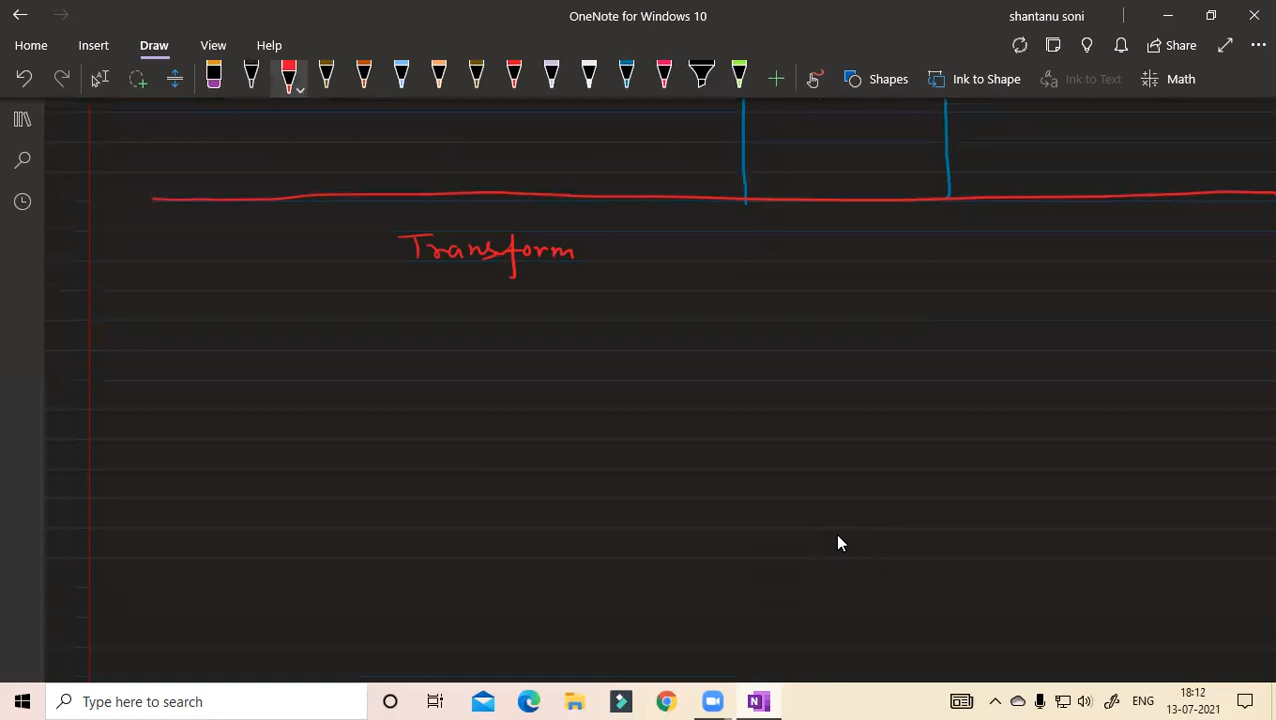 OneNote for Windows 10
shantanu soni
Home Insert Draw View Help
Share
Shapes Ink to Shape Ink to Text Math
Transform
Type here to search
ENG
18:12
13-07-2021